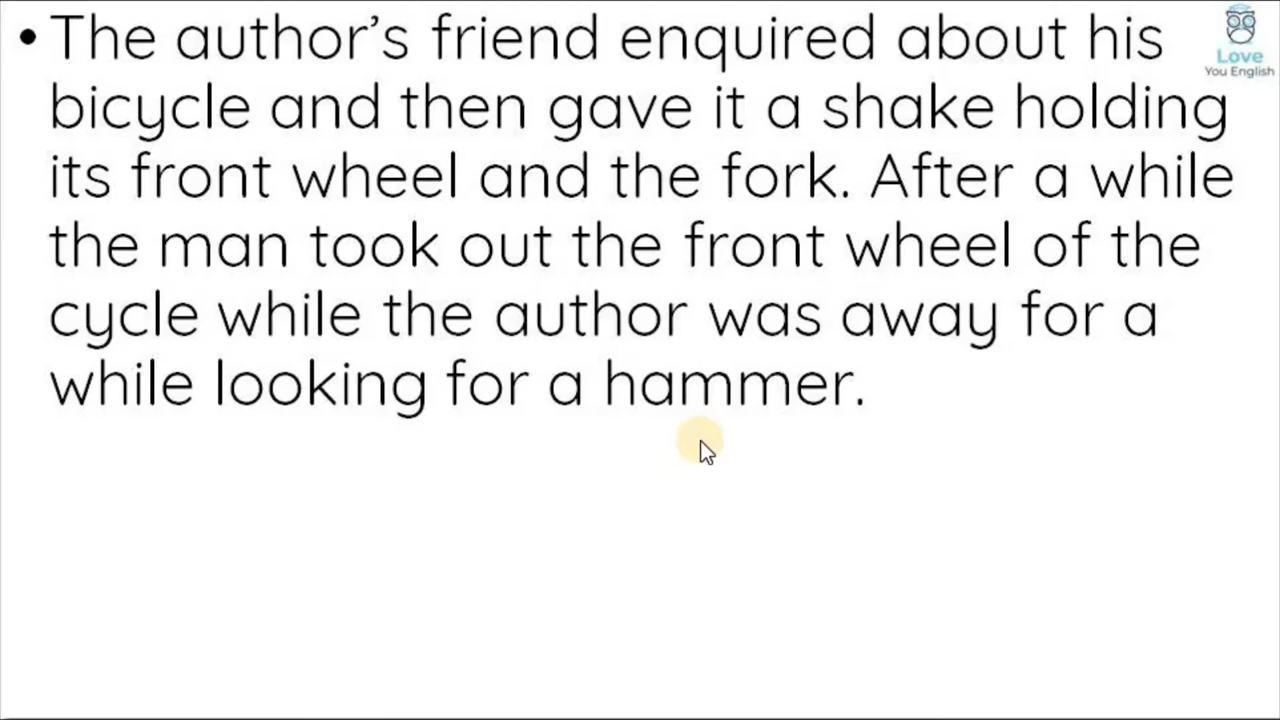 • The author’s friend enquired about his
bicycle and then gave it a shake holding
its front wheel and the fork. After a while
the man took out the front wheel of the
cycle while the author was away for a
while looking for a hammer.
Love
You English